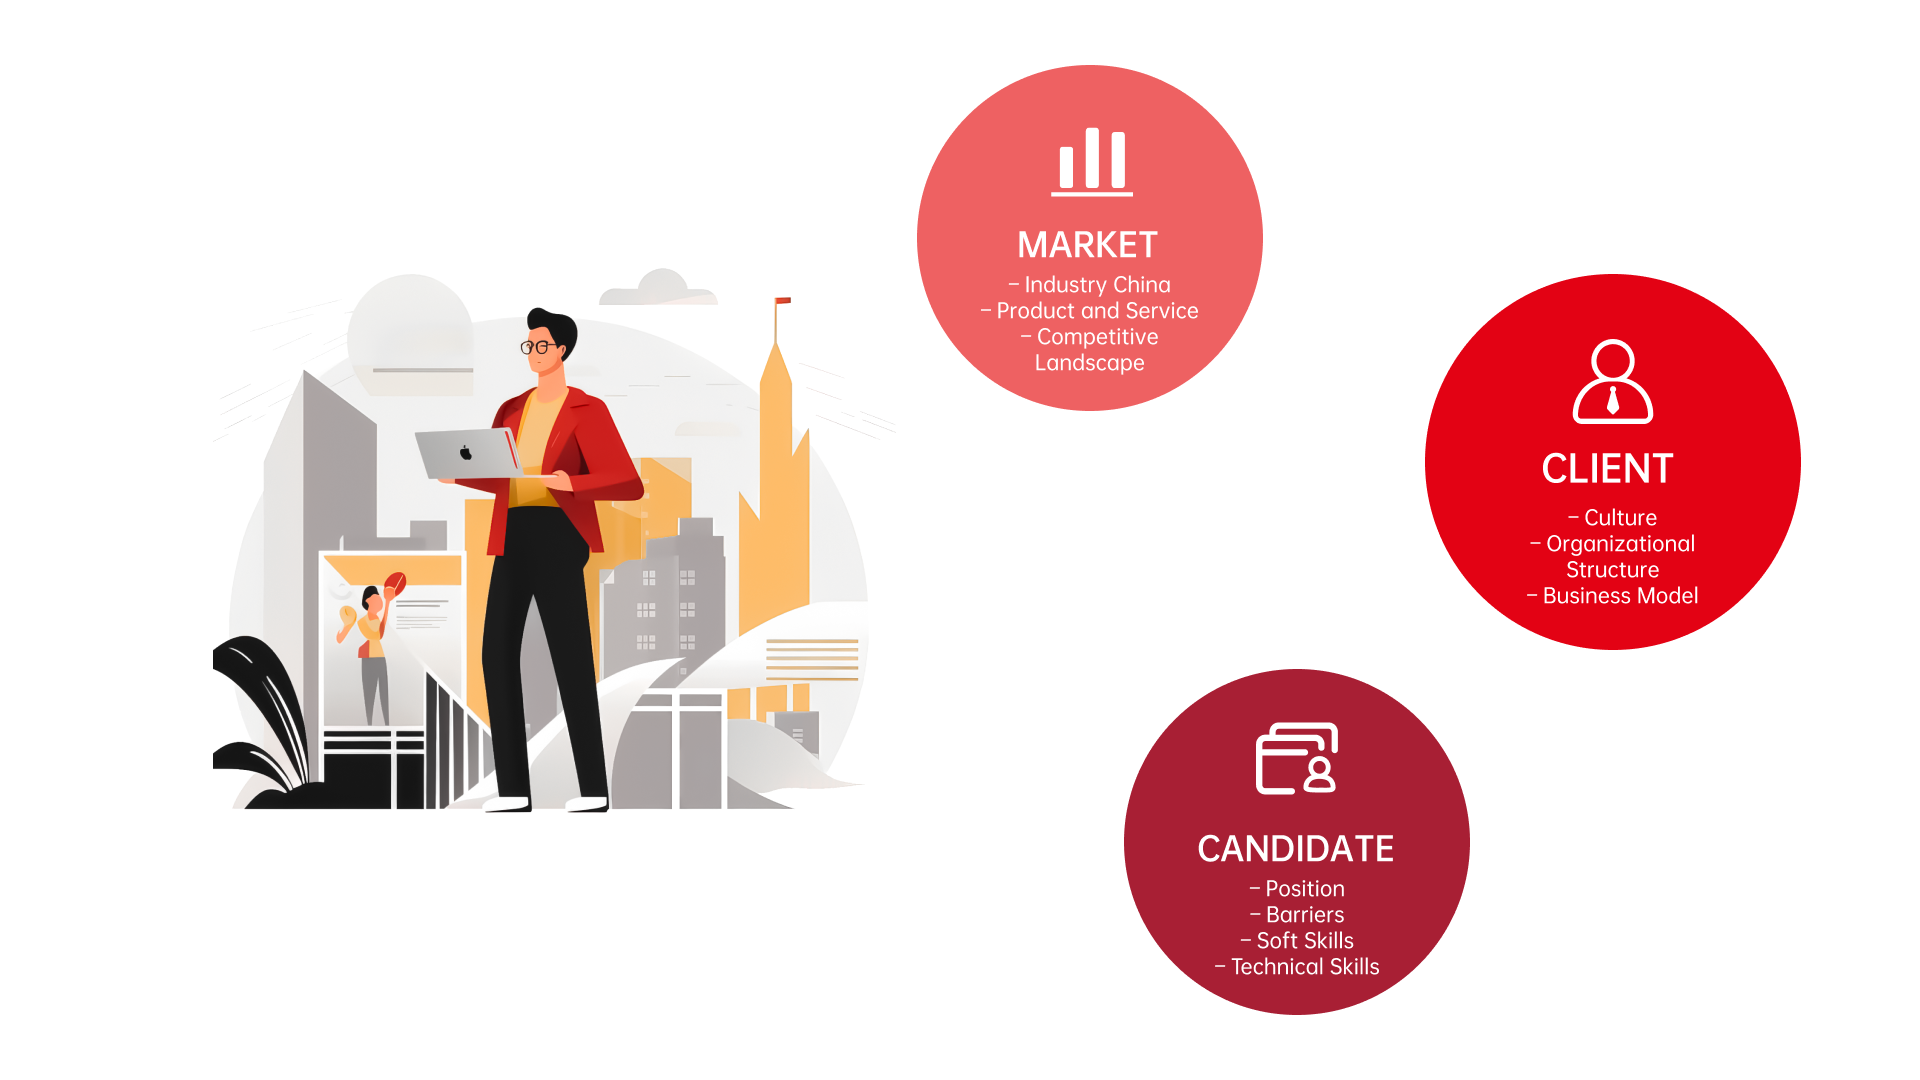 MARKET
– Industry China
– Product and Service
– Competitive
Landscape
CLIENT
– Culture
– Organizational
Structure
– Business Model
CANDIDATE
– Position
– Barriers
– Soft Skills
– Technical Skills